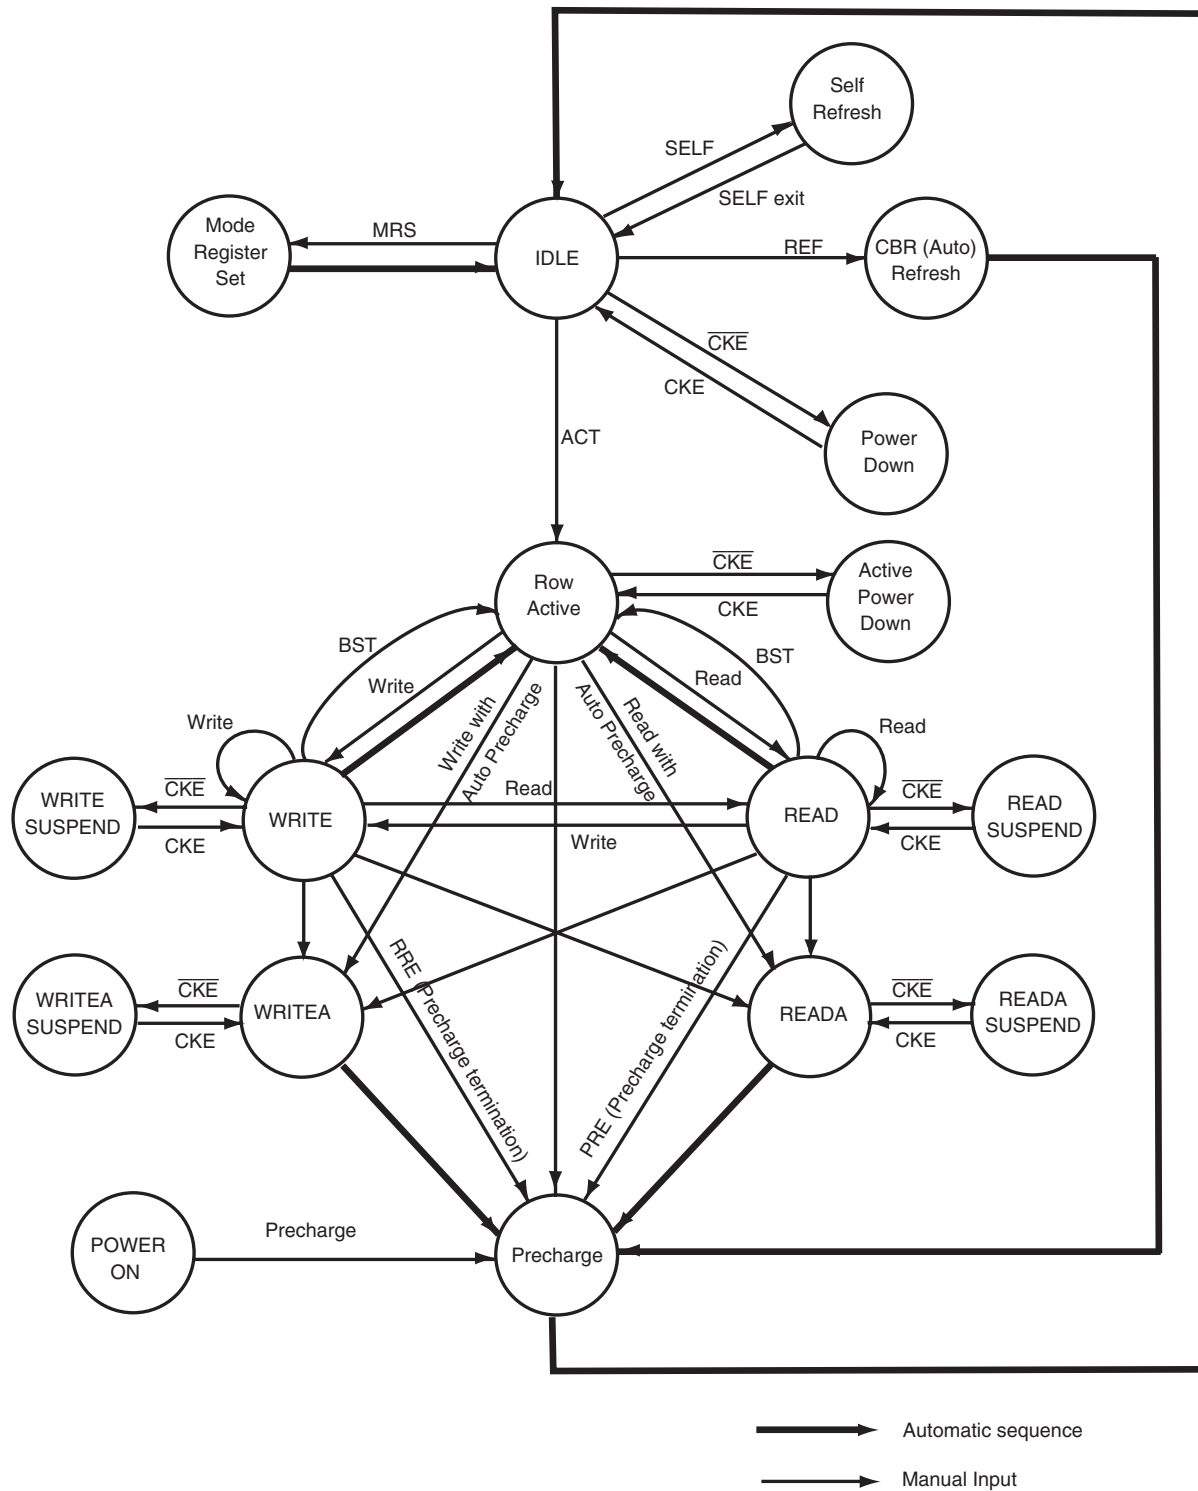 Self
Refresh
SELF
SELF exit
Mode
Register
Set
MRS
IDLE
REF
CBR (Auto)
Refresh
CKE
CKE
Power
Down
ACT
Row
Active
CKE
CKE
Active
Power
Down
BST
Write
Write with
Auto Precharge
Read with
Auto Precharge
Read
BST
Write
Read
WRITE
SUSPEND
CKE
CKE
WRITE
Read
Write
READ
CKE
CKE
READ
SUSPEND
RRE (Precharge termination)
PRE (Precharge termination)
WRITEA
SUSPEND
CKE
CKE
WRITEA
READA
CKE
CKE
READA
SUSPEND
POWER
ON
Precharge
Precharge
Automatic sequence
Manual Input